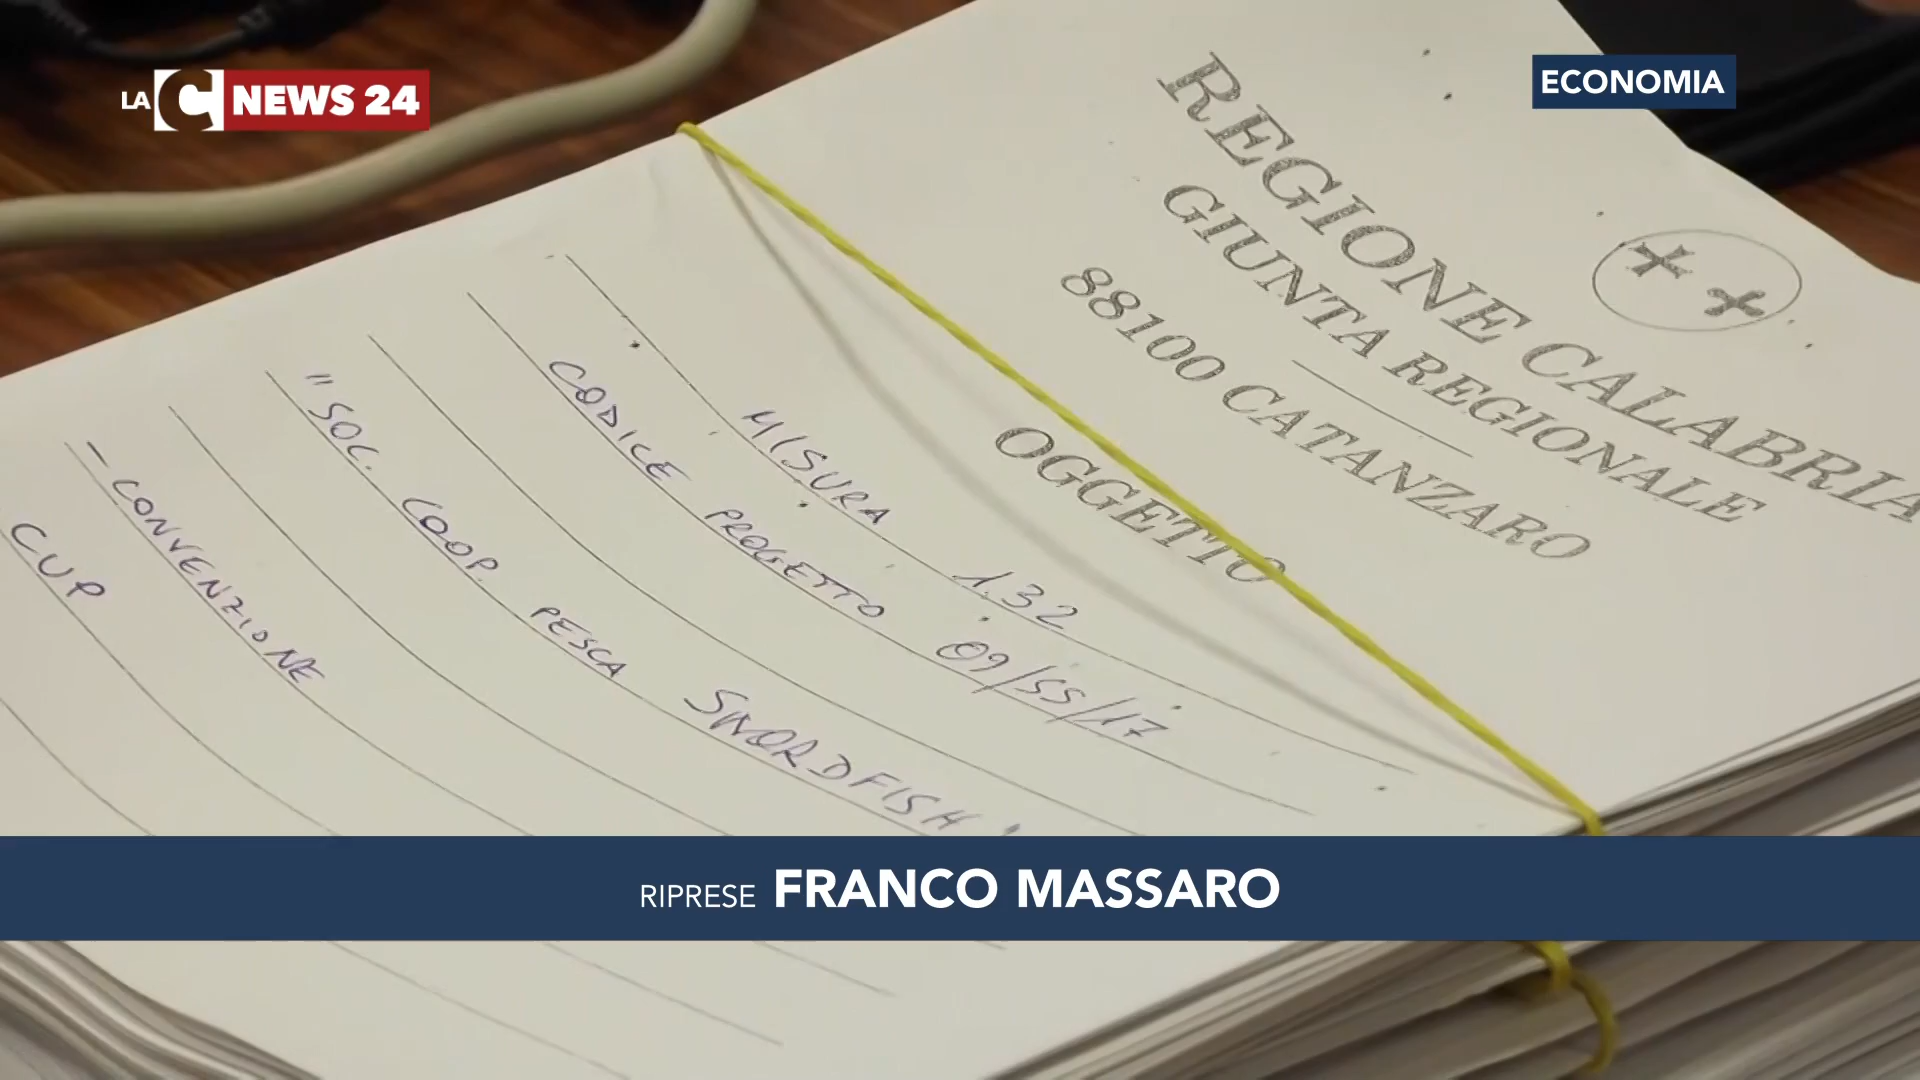 LA C NEWS 24
ECONOMIA
REGIONE CALABRIA
GIUNTA REGIONALE
88100 CATANZARO
OGGETTO
MISURA 1.32
CODICE PROGETTO 09/SS/17
"SOC. COOP. PESCA SWORDFISH"
- CONVENZIONE
CUP
RIPRESE FRANCO MASSARO